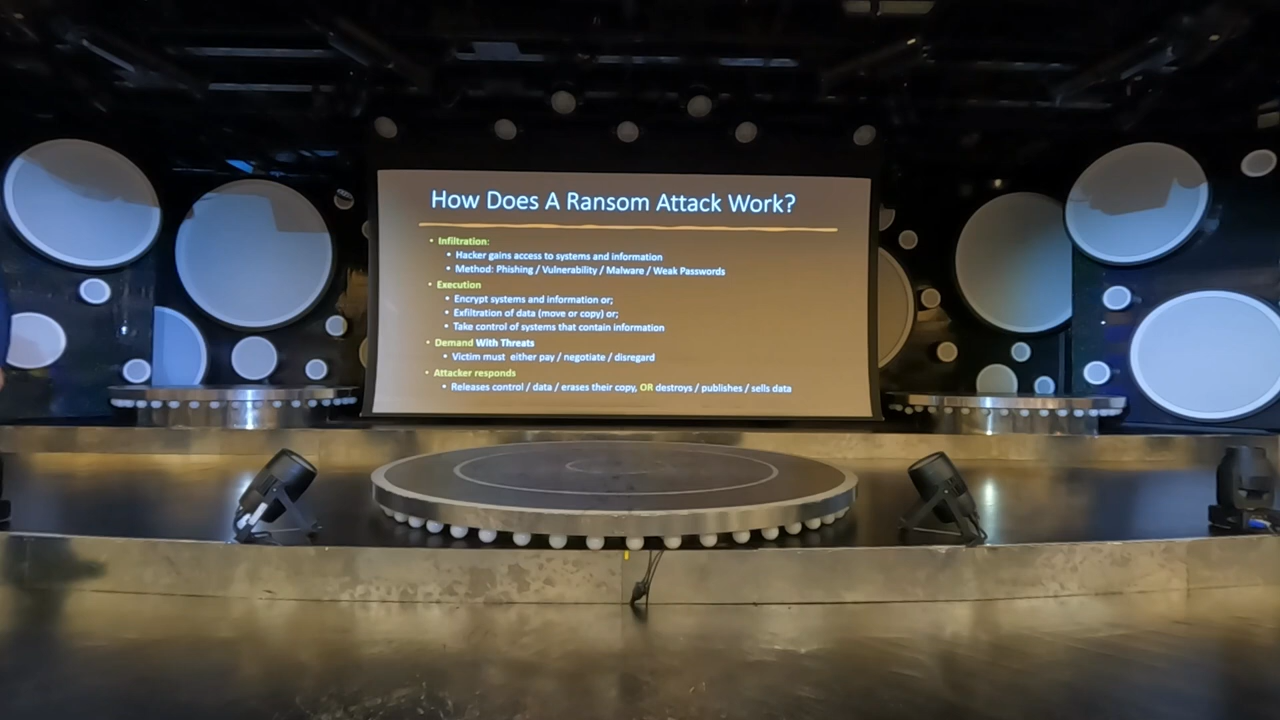 How Does A Ransom Attack Work?
• Infiltration:
• Hacker gains access to systems and information
• Method: Phishing / Vulnerability / Malware / Weak Passwords
• Execution
• Encrypt systems and information or;
• Exfiltration of data (move or copy) or;
• Take control of systems that contain information
• Demand With Threats
• Victim must either pay / negotiate / disregard
• Attacker responds
• Releases control / data / erases their copy, OR destroys / publishes / sells data